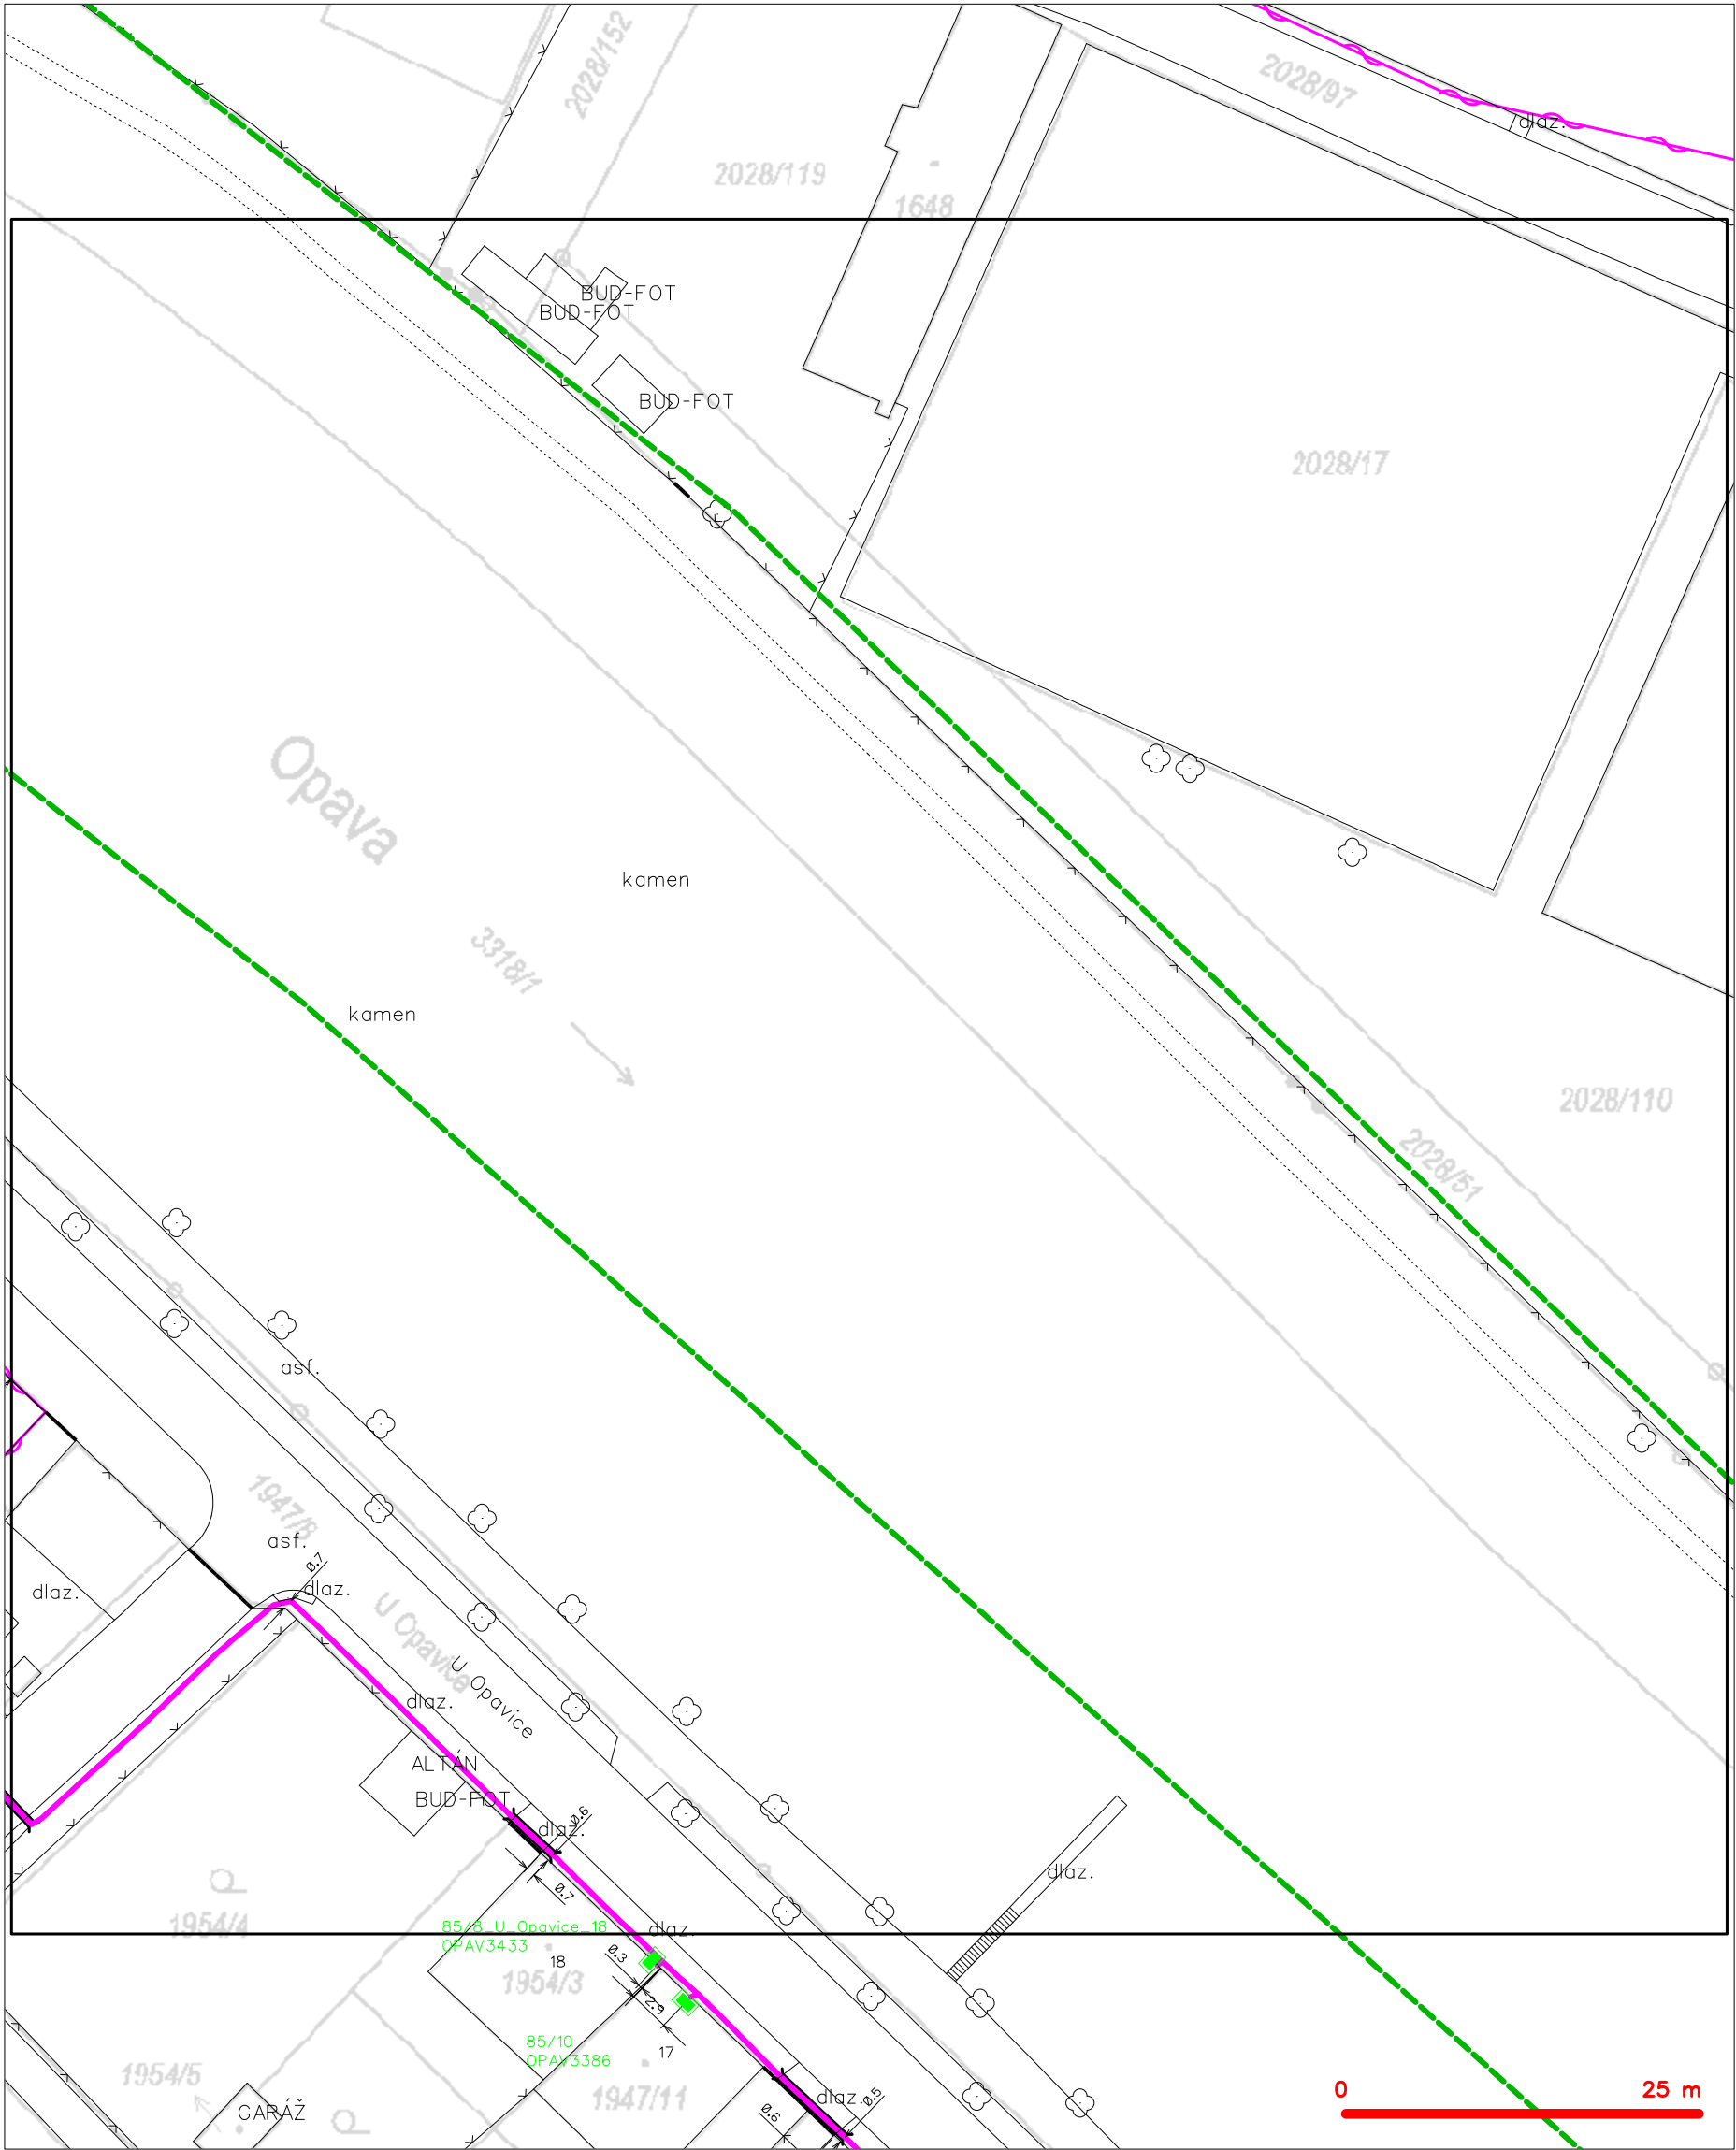 2028/152
2028/97
dlaz.
2028/119
1648
BUD-FOT
BUD-FOT
BUD-FOT
2028/17
Opava
kamen
3318/1
kamen
2028/110
2028/51
asf.
1947/8
asf.
0.7
dlaz.
dlaz.
U Opavice
U Opavice
dlaz.
ALTÁN
BUD-FOT
0.6
dlaz.
dlaz.
0.7
1954/4
85/8_U_Opavice_18
OPAV3433
dlaz.
0.3
18
1954/3
2.9
85/10
OPAV3386
17
1954/5
1947/11
dlaz.
0.5
0.6
GARÁŽ
0 25 m